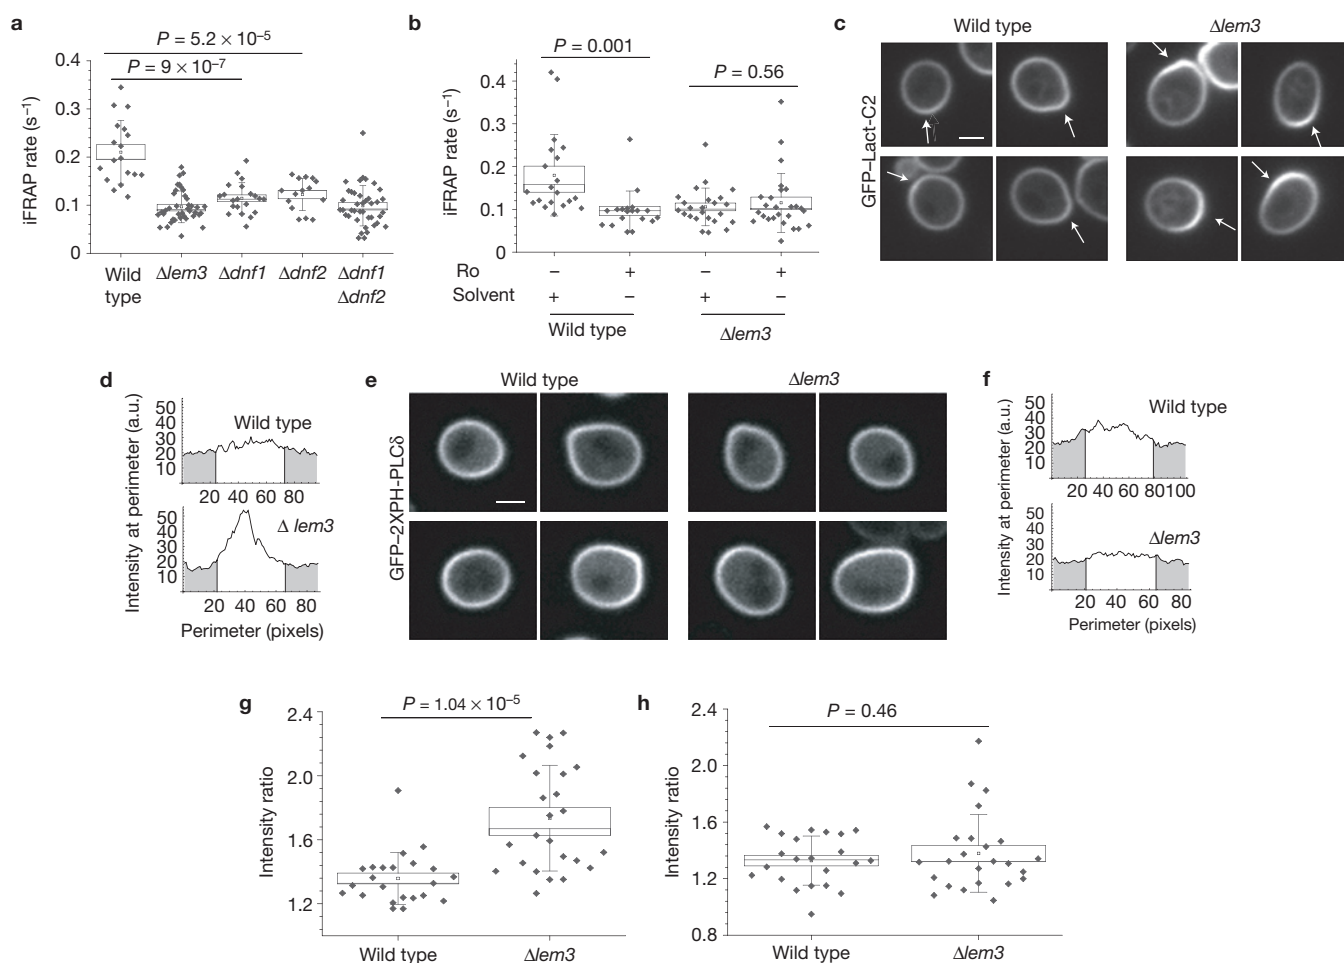 a
P = 5.2 × 10⁻⁵
P = 9 × 10⁻⁷
iFRAP rate (s⁻¹)
0.4
0.3
0.2
0.1
0
Wild type
Δlem3
Δdnf1
Δdnf2
Δdnf1 Δdnf2
b
P = 0.001
P = 0.56
iFRAP rate (s⁻¹)
0.4
0.3
0.2
0.1
0
Ro – + – +
Solvent + – + –
Wild type
Δlem3
c
Wild type
Δlem3
GFP–Lact-C2
d
Intensity at perimeter (a.u.)
50
40
30
20
10
Wild type
20 40 60 80
50
40
30
20
10
Δ lem3
20 40 60 80
Perimeter (pixels)
e
Wild type
Δlem3
GFP–2XPH-PLCδ
f
Intensity at perimeter (a.u.)
50
40
30
20
10
Wild type
20 40 60 80 100
50
40
30
20
10
Δlem3
20 40 60 80
Perimeter (pixels)
g
P = 1.04 × 10⁻⁵
Intensity ratio
2.4
2.0
1.6
1.2
Wild type
Δlem3
h
P = 0.46
Intensity ratio
2.4
2.0
1.6
1.2
0.8
Wild type
Δlem3